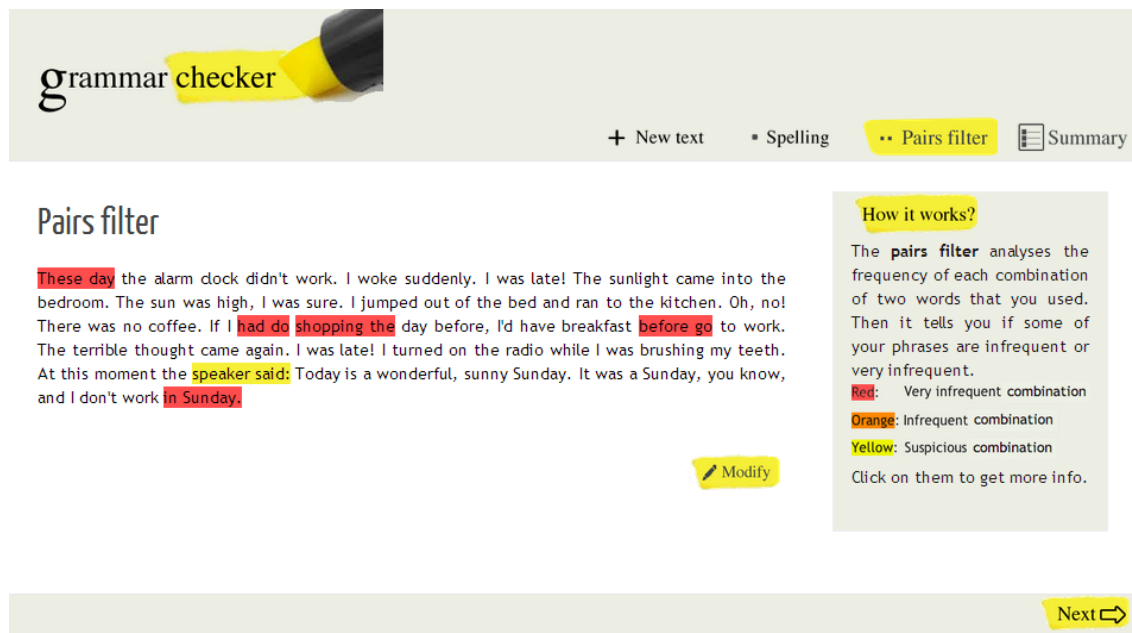 grammar checker
+ New text
Spelling
Pairs filter
Summary
Pairs filter
These day the alarm clock didn't work. I woke suddenly. I was late! The sunlight came into the
bedroom. The sun was high, I was sure. I jumped out of the bed and ran to the kitchen. Oh, no!
There was no coffee. If I had do shopping the day before, I'd have breakfast before go to work.
The terrible thought came again. I was late! I turned on the radio while I was brushing my teeth.
At this moment the speaker said: Today is a wonderful, sunny Sunday. It was a Sunday, you know,
and I don't work in Sunday.
Modify
How it works?
The pairs filter analyses the
frequency of each combination
of two words that you used.
Then it tells you if some of
your phrases are infrequent or
very infrequent.
Red: Very infrequent combination
Orange: Infrequent combination
Yellow: Suspicious combination
Click on them to get more info.
Next